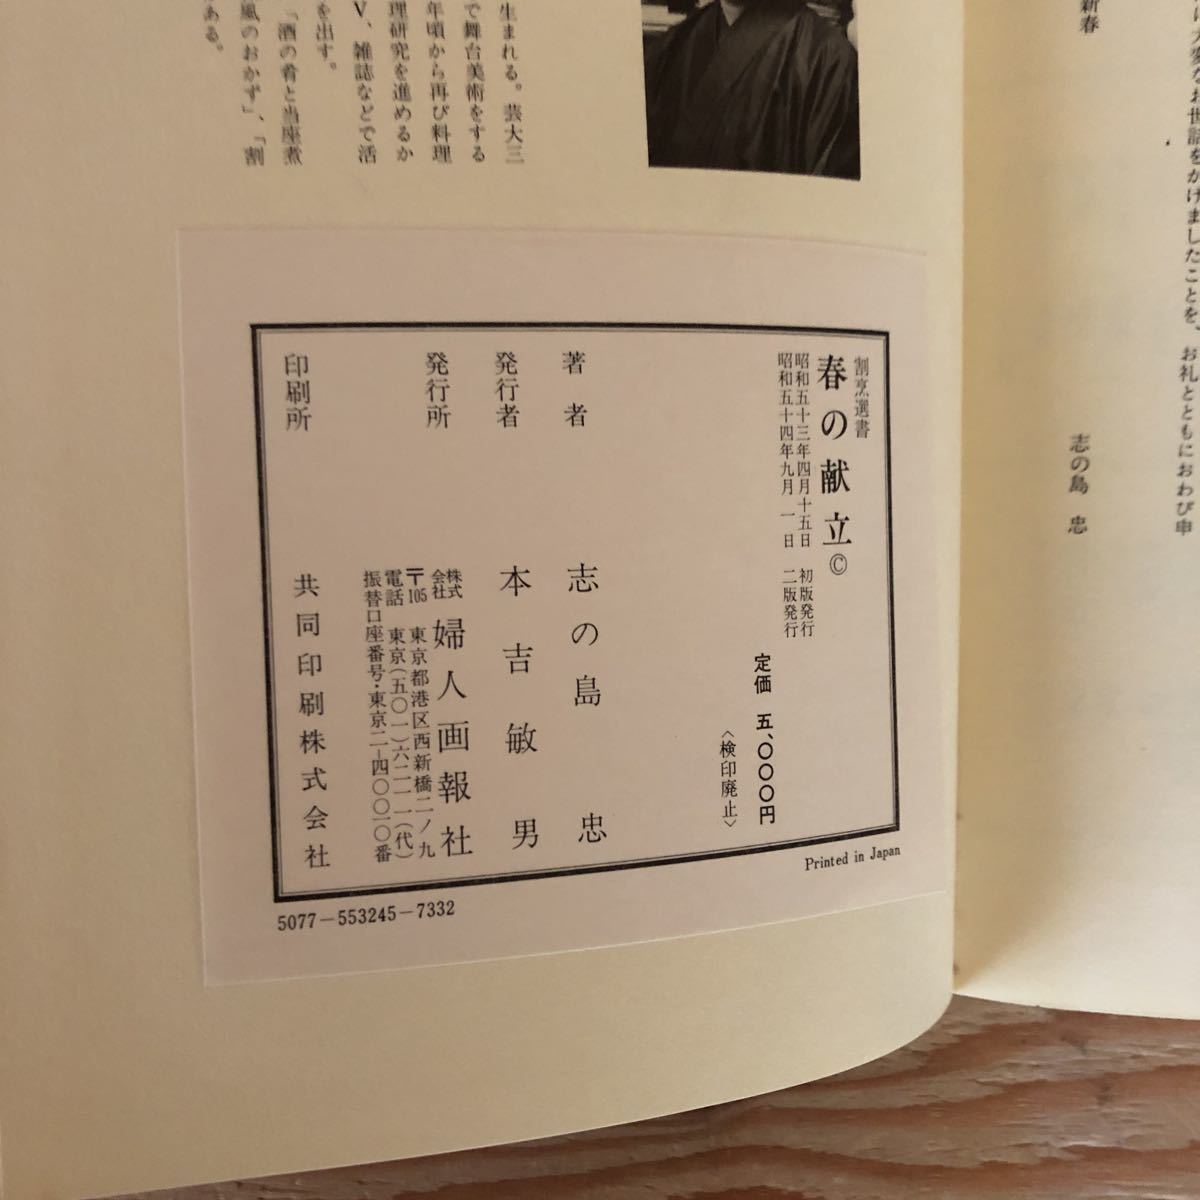 新春
お世話をかけましたことを、お礼とともにおわび申
志の島 忠
生まれる。芸大三
で舞台美術をする
年頃から再び料理
理研究を進めるか
V、雑誌などで活
を出す。
「酒の肴と当座煮
風のおかず」、「割
ある。
割烹選書
春の献立©
昭和五十三年四月十五日 初版発行
昭和五十四年九月 一 日 二版発行
定価 五、〇〇〇円
〈検印廃止〉
著者 志の島 忠
発行者 本吉敏男
発行所 株式会社 婦人画報社
〒105 東京都港区西新橋二ノ九
電話 東京(五〇一)六二一一(代)
振替口座番号・東京二-四〇〇一〇番
印刷所 共同印刷株式会社
Printed in Japan
5077-553245-7332